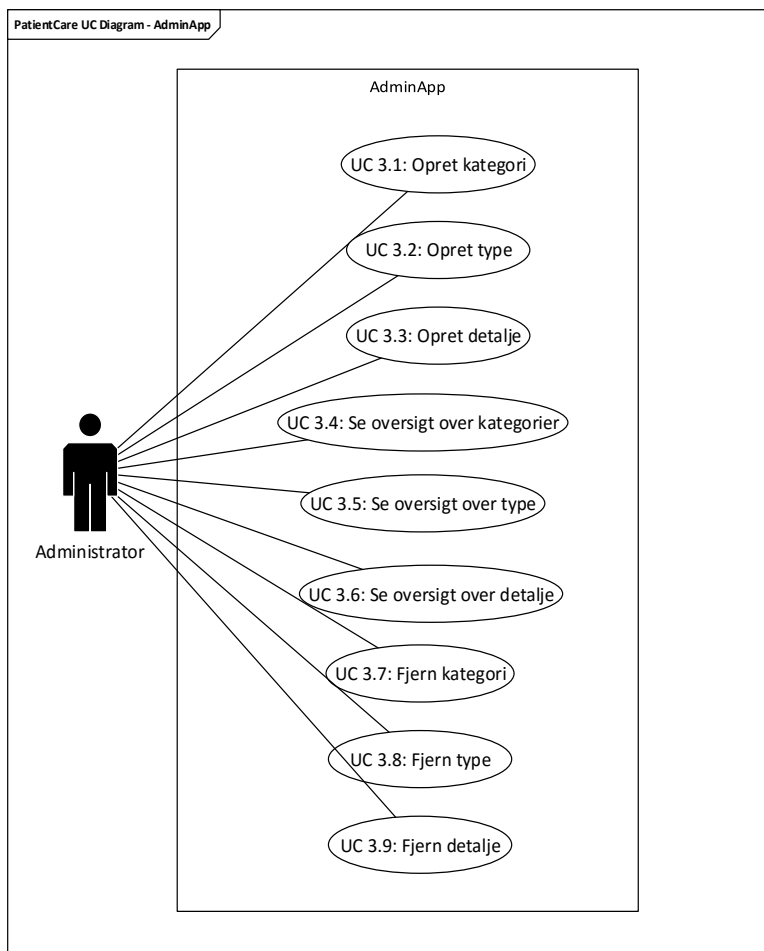 PatientCare UC Diagram - AdminApp
AdminApp
UC 3.1: Opret kategori
UC 3.2: Opret type
UC 3.3: Opret detalje
UC 3.4: Se oversigt over kategorier
UC 3.5: Se oversigt over type
Administrator
UC 3.6: Se oversigt over detalje
UC 3.7: Fjern kategori
UC 3.8: Fjern type
UC 3.9: Fjern detalje